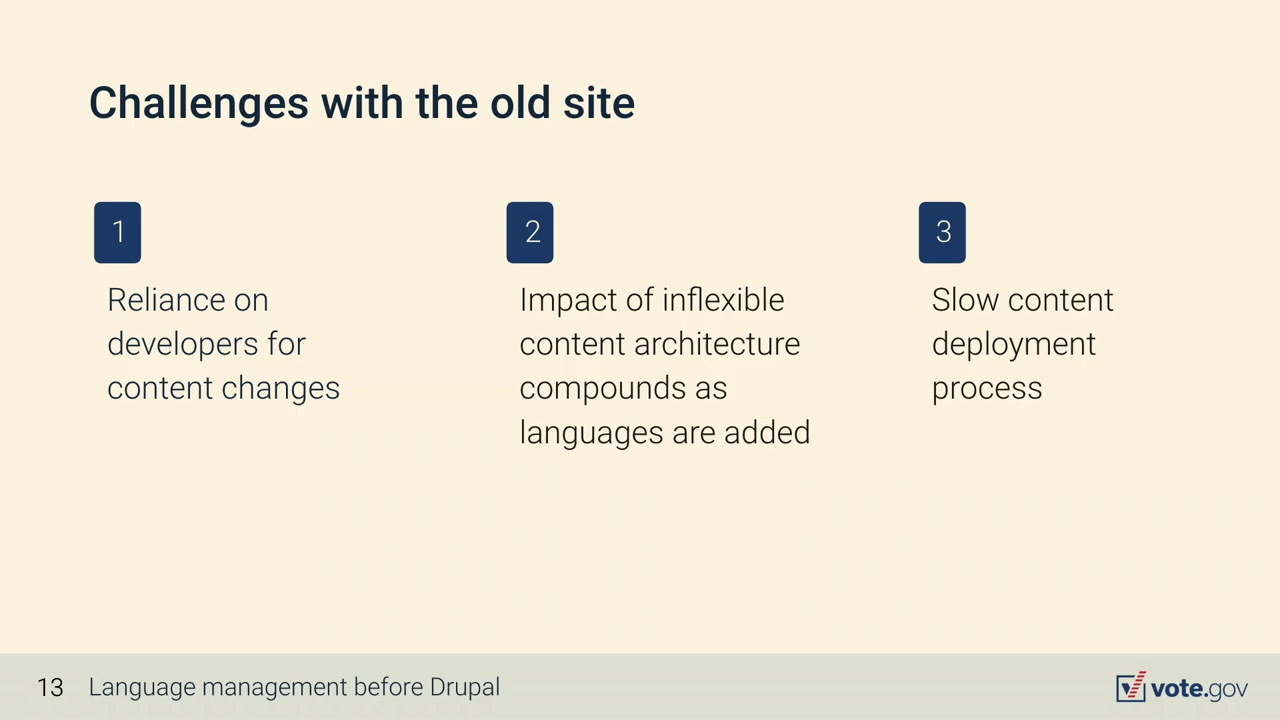 Challenges with the old site
1
Reliance on
developers for
content changes
2
Impact of inflexible
content architecture
compounds as
languages are added
3
Slow content
deployment
process
13
Language management before Drupal
vote.gov